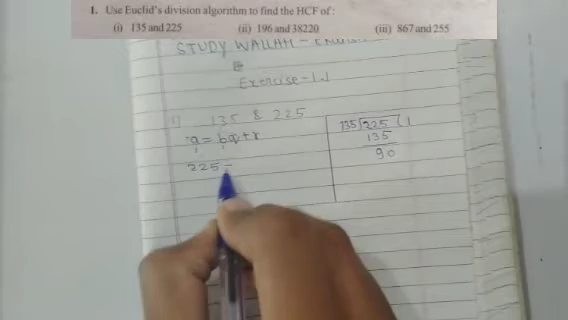 1. Use Euclid's division algorithm to find the HCF of:
(i) 135 and 225 (ii) 196 and 38220 (iii) 867 and 255
STUDY WALLAH -
Exercise - 1.1
135 & 225
a = bq + r
225 =
135 225 ( 1
135
90